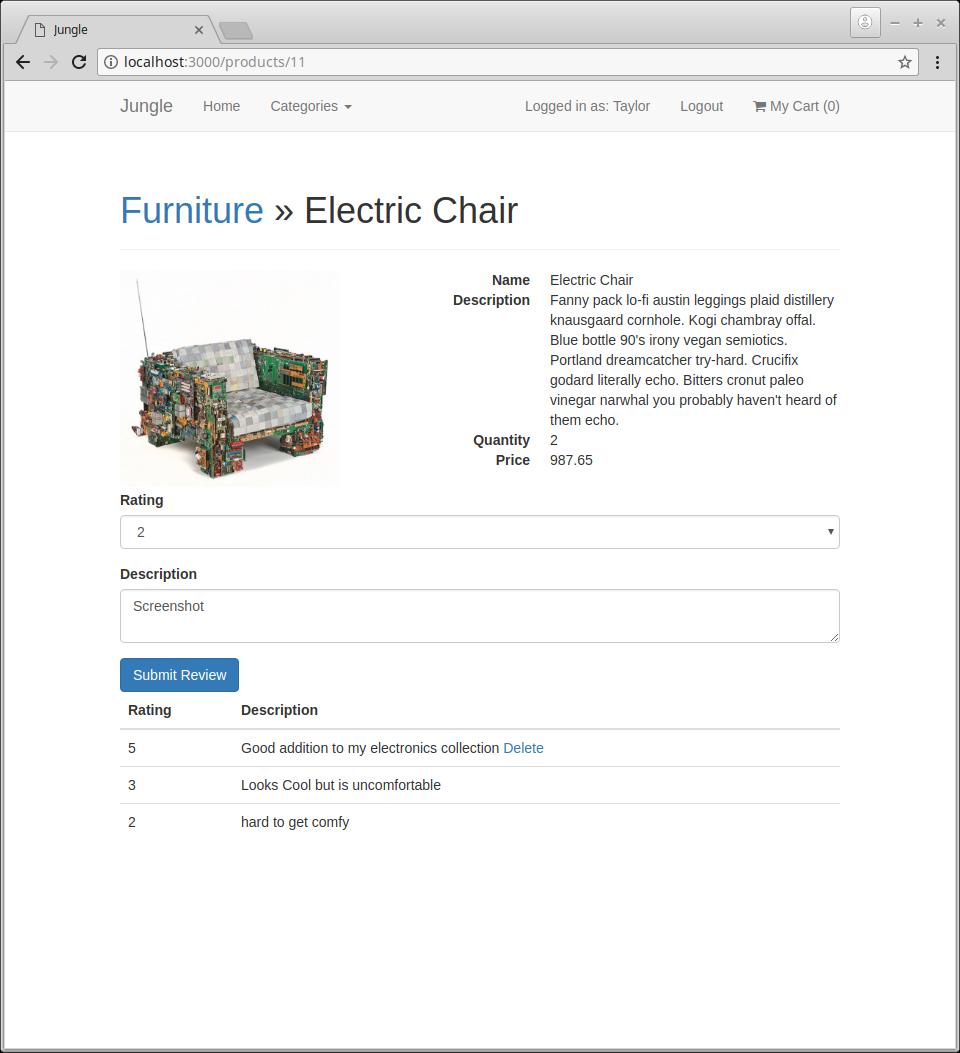 Jungle
localhost:3000/products/11
Jungle Home Categories Logged in as: Taylor Logout My Cart (0)
Furniture » Electric Chair
Name Electric Chair
Description Fanny pack lo-fi austin leggings plaid distillery
knausgaard cornhole. Kogi chambray offal.
Blue bottle 90's irony vegan semiotics.
Portland dreamcatcher try-hard. Crucifix
godard literally echo. Bitters cronut paleo
vinegar narwhal you probably haven't heard of
them echo.
Quantity 2
Price 987.65
Rating
2
Description
Screenshot
Submit Review
Rating Description
5 Good addition to my electronics collection Delete
3 Looks Cool but is uncomfortable
2 hard to get comfy